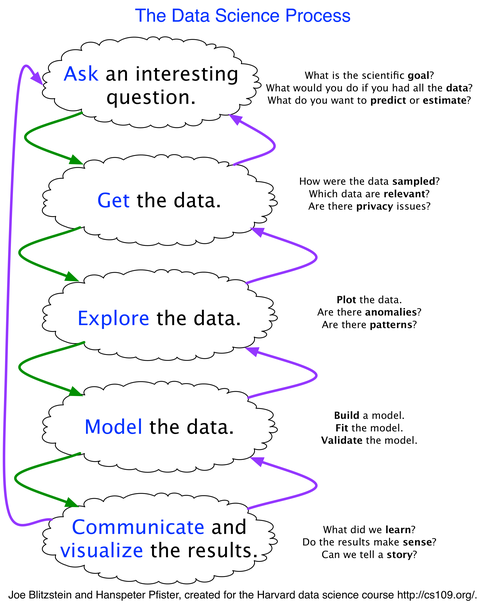 The Data Science Process
Ask an interesting
question.
What is the scientific goal?
What would you do if you had all the data?
What do you want to predict or estimate?
Get the data.
How were the data sampled?
Which data are relevant?
Are there privacy issues?
Explore the data.
Plot the data.
Are there anomalies?
Are there patterns?
Model the data.
Build a model.
Fit the model.
Validate the model.
Communicate and
visualize the results.
What did we learn?
Do the results make sense?
Can we tell a story?
Joe Blitzstein and Hanspeter Pfister, created for the Harvard data science course http://cs109.org/.